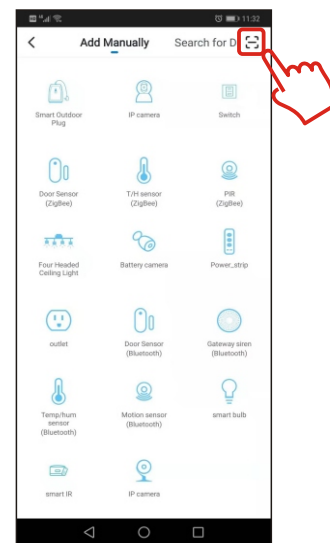 11:32
Add Manually Search for D
Smart Outdoor
Plug
IP camera
Switch
Door Sensor
(ZigBee)
T/H sensor
(ZigBee)
PIR
(ZigBee)
Four Headed
Ceiling Light
Battery camera
Power_strip
outlet
Door Sensor
(Bluetooth)
Gateway siren
(Bluetooth)
Temp/hum
sensor
(Bluetooth)
Motion sensor
(Bluetooth)
smart bulb
smart IR
IP camera